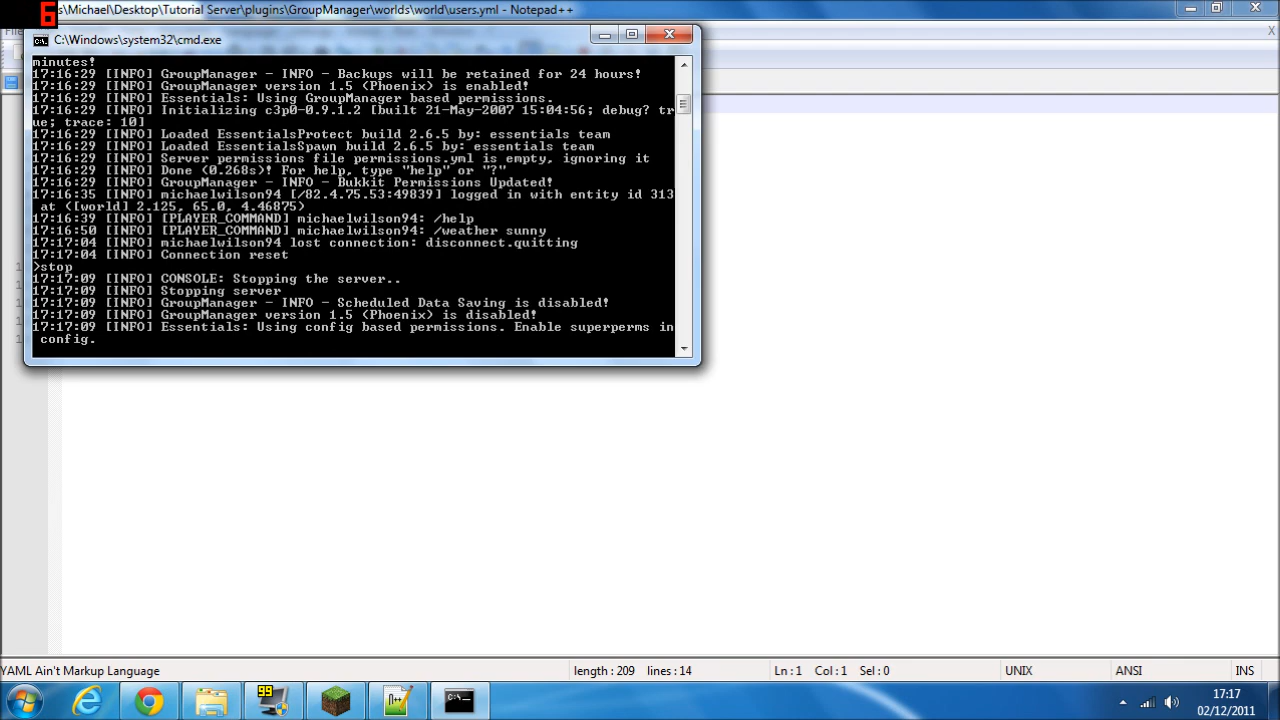 6
s\Michael\Desktop\Tutorial Server\plugins\GroupManager\worlds\world\users.yml - Notepad++
C:\Windows\system32\cmd.exe
minutes!
17:16:29 [INFO] GroupManager - INFO - Backups will be retained for 24 hours!
17:16:29 [INFO] GroupManager version 1.5 (Phoenix) is enabled!
17:16:29 [INFO] Essentials: Using GroupManager based permissions.
17:16:29 [INFO] Initializing c3p0-0.9.1.2 [built 21-May-2007 15:04:56; debug? tr
ue; trace: 10]
17:16:29 [INFO] Loaded EssentialsProtect build 2.6.5 by: essentials team
17:16:29 [INFO] Loaded EssentialsSpawn build 2.6.5 by: essentials team
17:16:29 [INFO] Server permissions file permissions.yml is empty, ignoring it
17:16:29 [INFO] Done (0.268s)! For help, type "help" or "?"
17:16:29 [INFO] GroupManager - INFO - Bukkit Permissions Updated!
17:16:35 [INFO] michaelwilson94 [/82.4.75.53:49839] logged in with entity id 313
at ([world] 2.125, 65.0, 4.46875)
17:16:39 [INFO] [PLAYER_COMMAND] michaelwilson94: /help
17:16:50 [INFO] [PLAYER_COMMAND] michaelwilson94: /weather sunny
17:17:04 [INFO] michaelwilson94 lost connection: disconnect.quitting
17:17:04 [INFO] Connection reset
>stop
17:17:09 [INFO] CONSOLE: Stopping the server..
17:17:09 [INFO] Stopping server
17:17:09 [INFO] GroupManager - INFO - Scheduled Data Saving is disabled!
17:17:09 [INFO] GroupManager version 1.5 (Phoenix) is disabled!
17:17:09 [INFO] Essentials: Using config based permissions. Enable superperms in
config.
YAML Ain't Markup Language length : 209 lines : 14 Ln : 1 Col : 1 Sel : 0 UNIX ANSI INS
99
17:17
02/12/2011